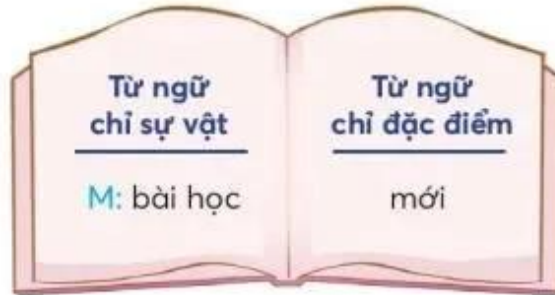 Từ ngữ
chỉ sự vật
M: bài học
Từ ngữ
chỉ đặc điểm
mới